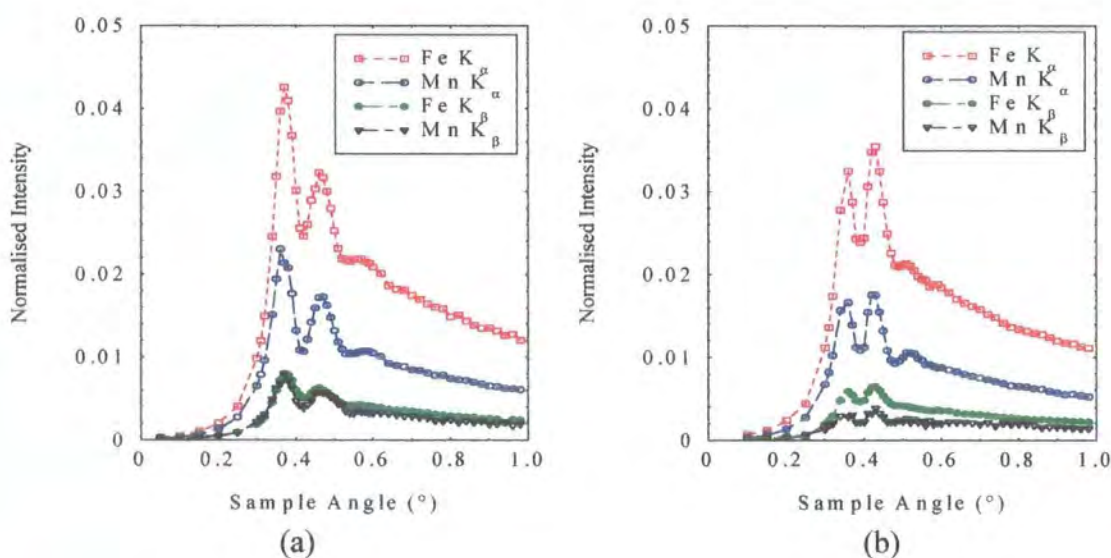 0.05
0.04
0.03
0.02
0.01
0
0
0.2
0.4
0.6
0.8
1.0
Normalised Intensity
Sample Angle (°)
Fe Kα
Mn Kα
Fe Kβ
Mn Kβ
(a)
0.05
0.04
0.03
0.02
0.01
0
0
0.2
0.4
0.6
0.8
1.0
Normalised Intensity
Sample Angle (°)
Fe Kα
Mn Kα
Fe Kβ
Mn Kβ
(b)